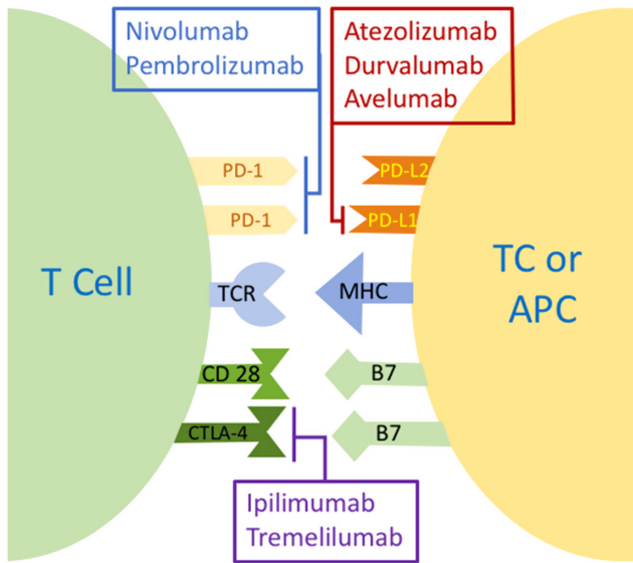 Nivolumab
Pembrolizumab
Atezolizumab
Durvalumab
Avelumab
PD-1
PD-L2
PD-1
PD-L1
T Cell
TCR
MHC
TC or
APC
CD 28
B7
CTLA-4
B7
Ipilimumab
Tremelilumab